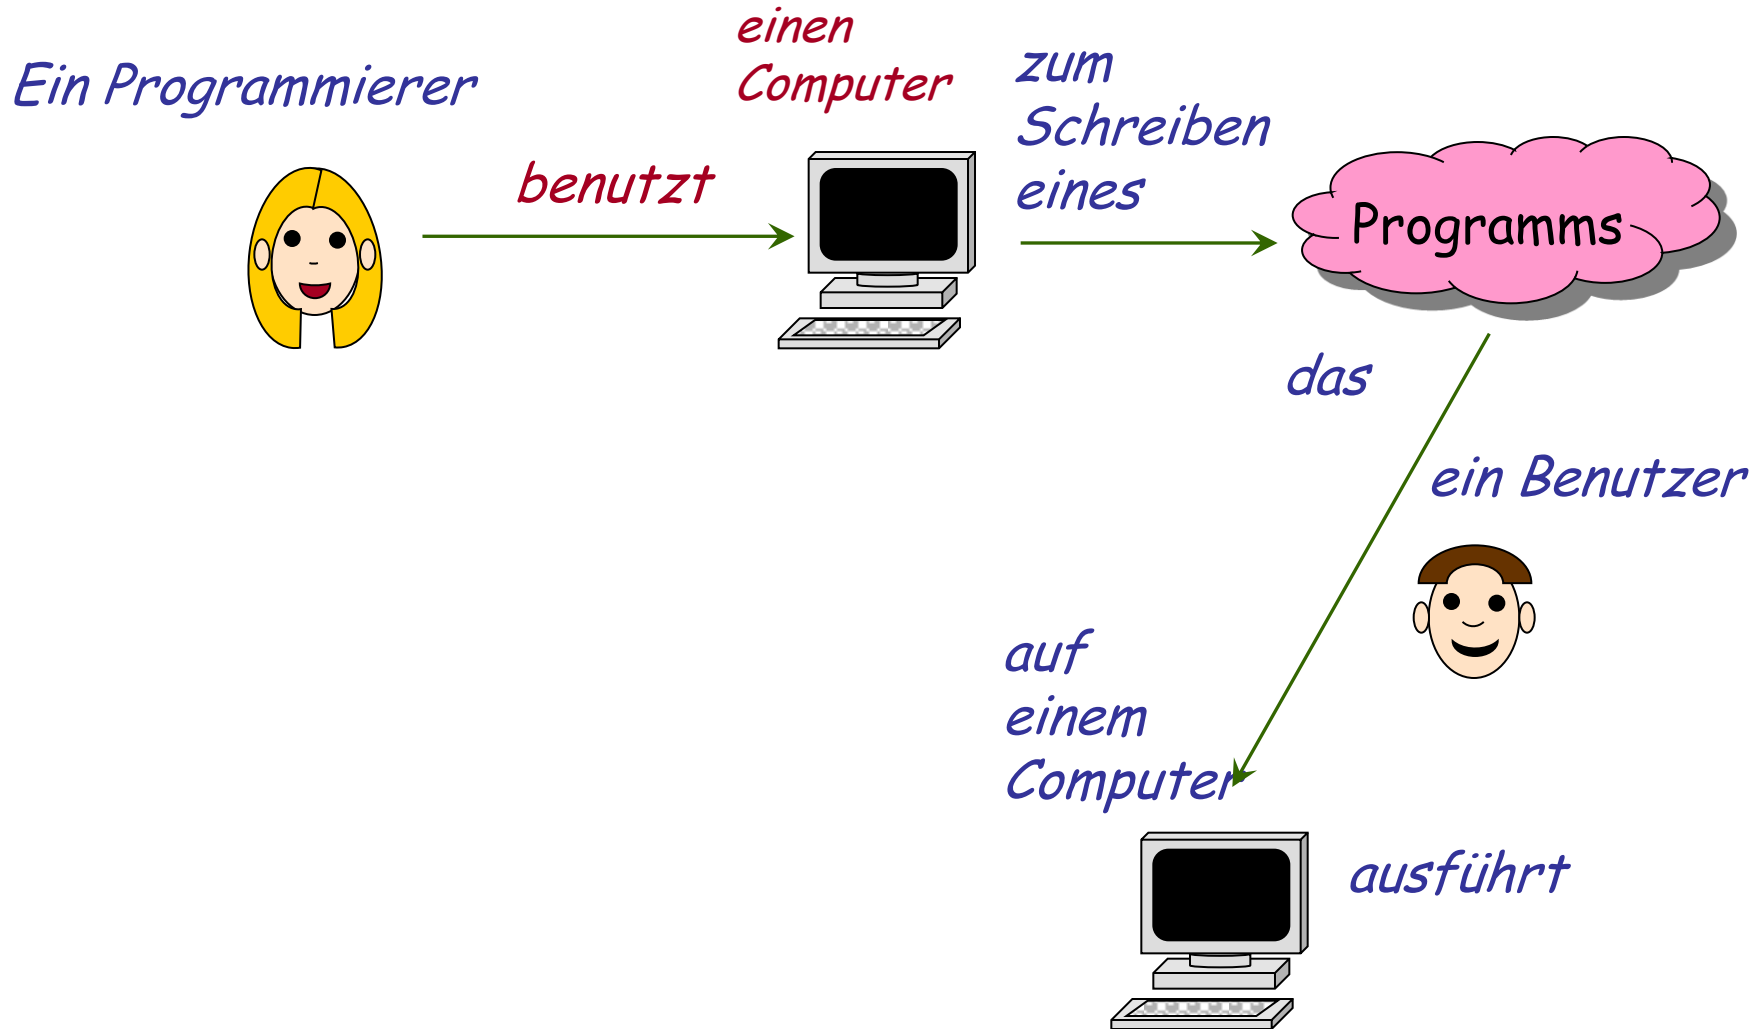 Ein Programmierer
benutzt
einen
Computer
zum
Schreiben
eines
Programms
das
ein Benutzer
auf
einem
Computer
ausführt